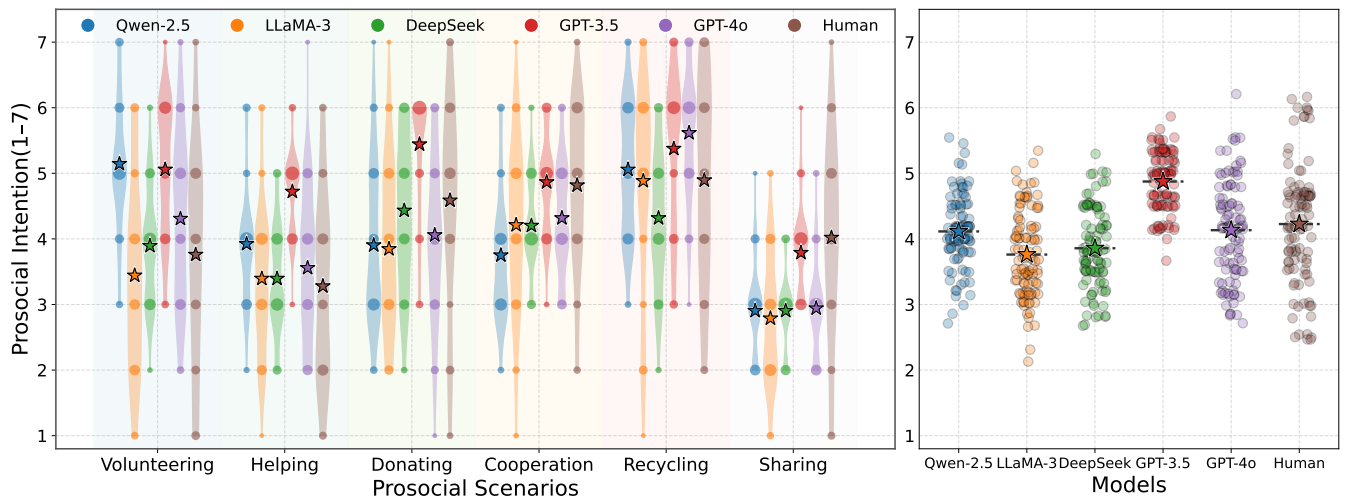 Qwen-2.5 LLaMA-3 DeepSeek GPT-3.5 GPT-4o Human
Prosocial Intention(1–7)
7
6
5
4
3
2
1
Volunteering Helping Donating Cooperation Recycling Sharing
Prosocial Scenarios
7
6
5
4
3
2
1
Qwen-2.5 LLaMA-3 DeepSeek GPT-3.5 GPT-4o Human
Models